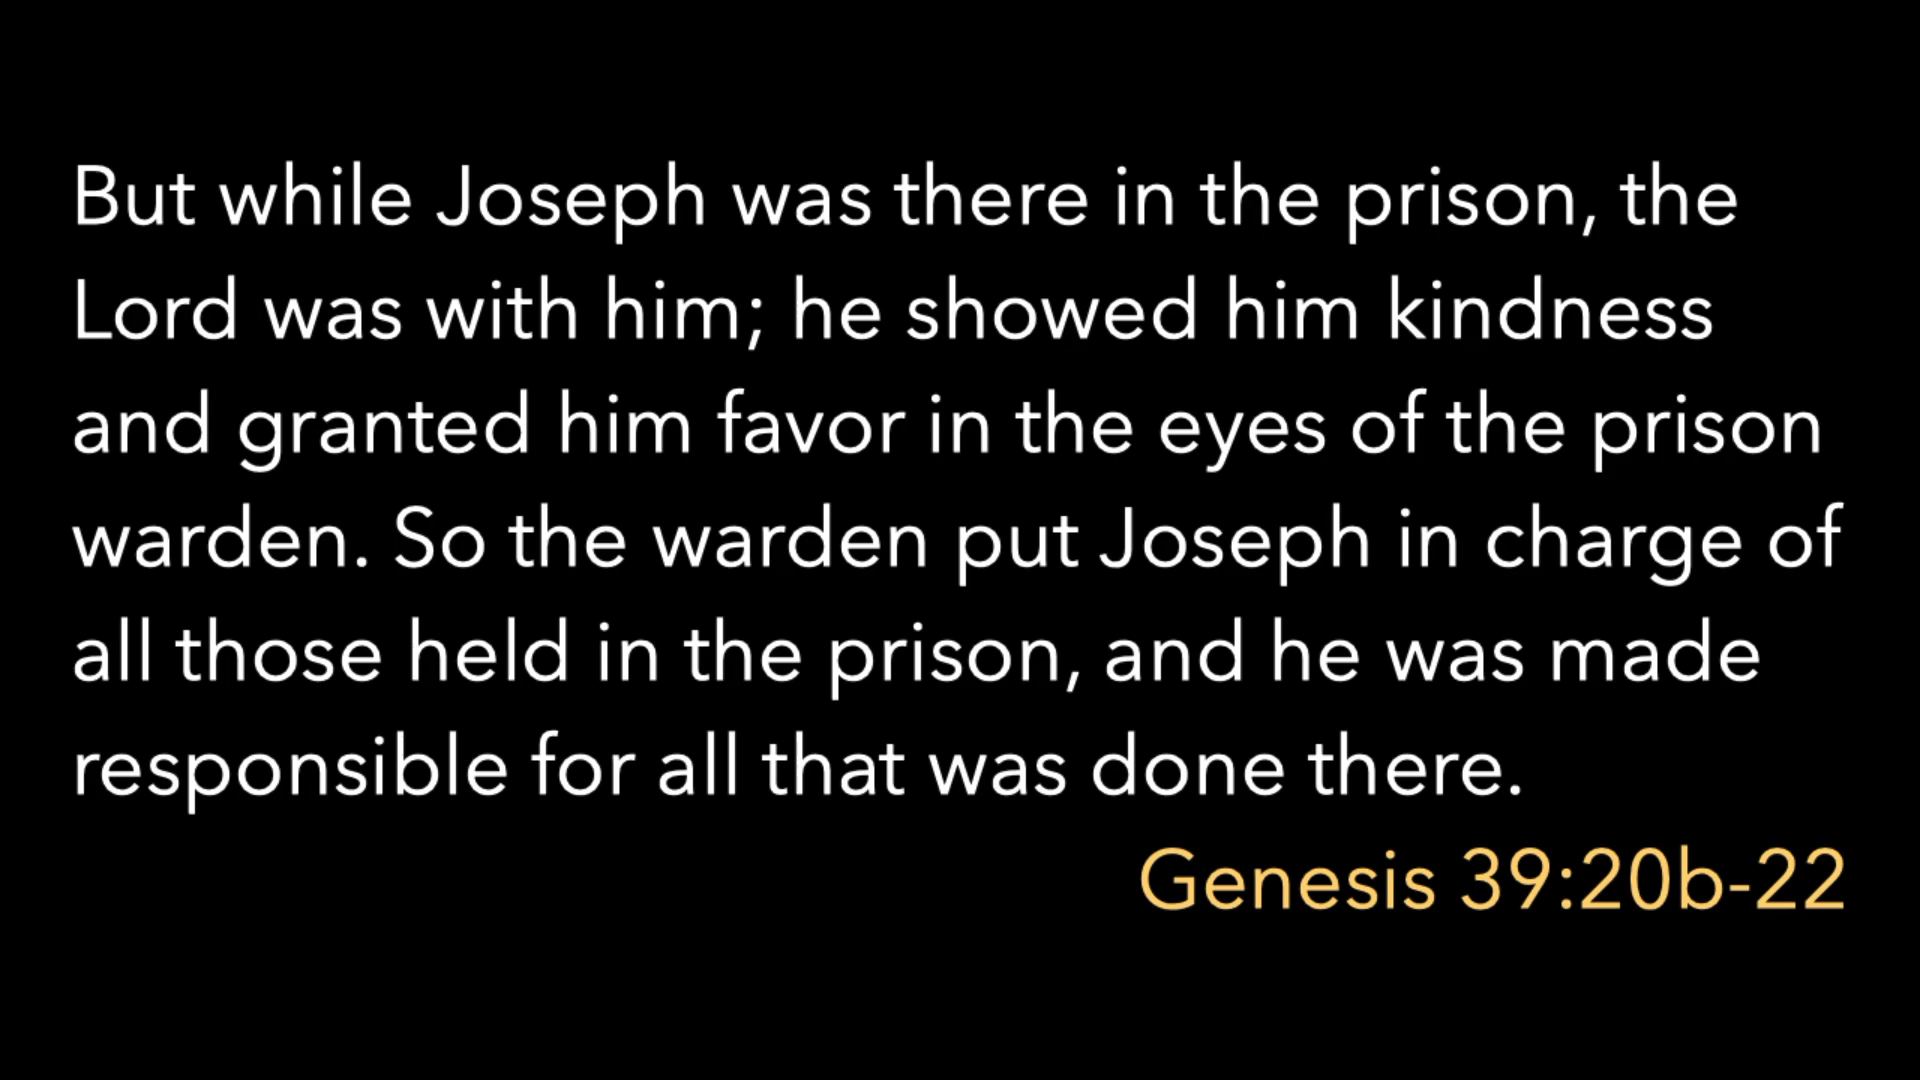 But while Joseph was there in the prison, the
Lord was with him; he showed him kindness
and granted him favor in the eyes of the prison
warden. So the warden put Joseph in charge of
all those held in the prison, and he was made
responsible for all that was done there.
Genesis 39:20b-22